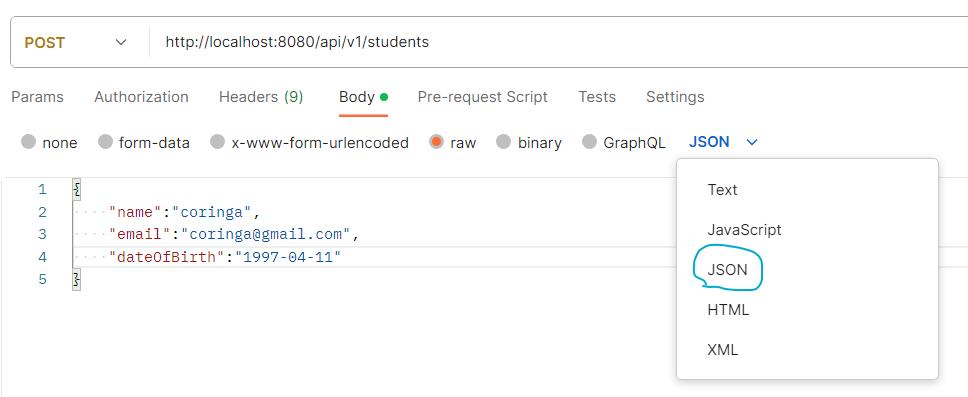 POST http://localhost:8080/api/v1/students
Params Authorization Headers (9) Body Pre-request Script Tests Settings
none form-data x-www-form-urlencoded raw binary GraphQL JSON
1 {
2 "name":"coringa",
3 "email":"coringa@gmail.com",
4 "dateOfBirth":"1997-04-11"
5 }
Text
JavaScript
JSON
HTML
XML